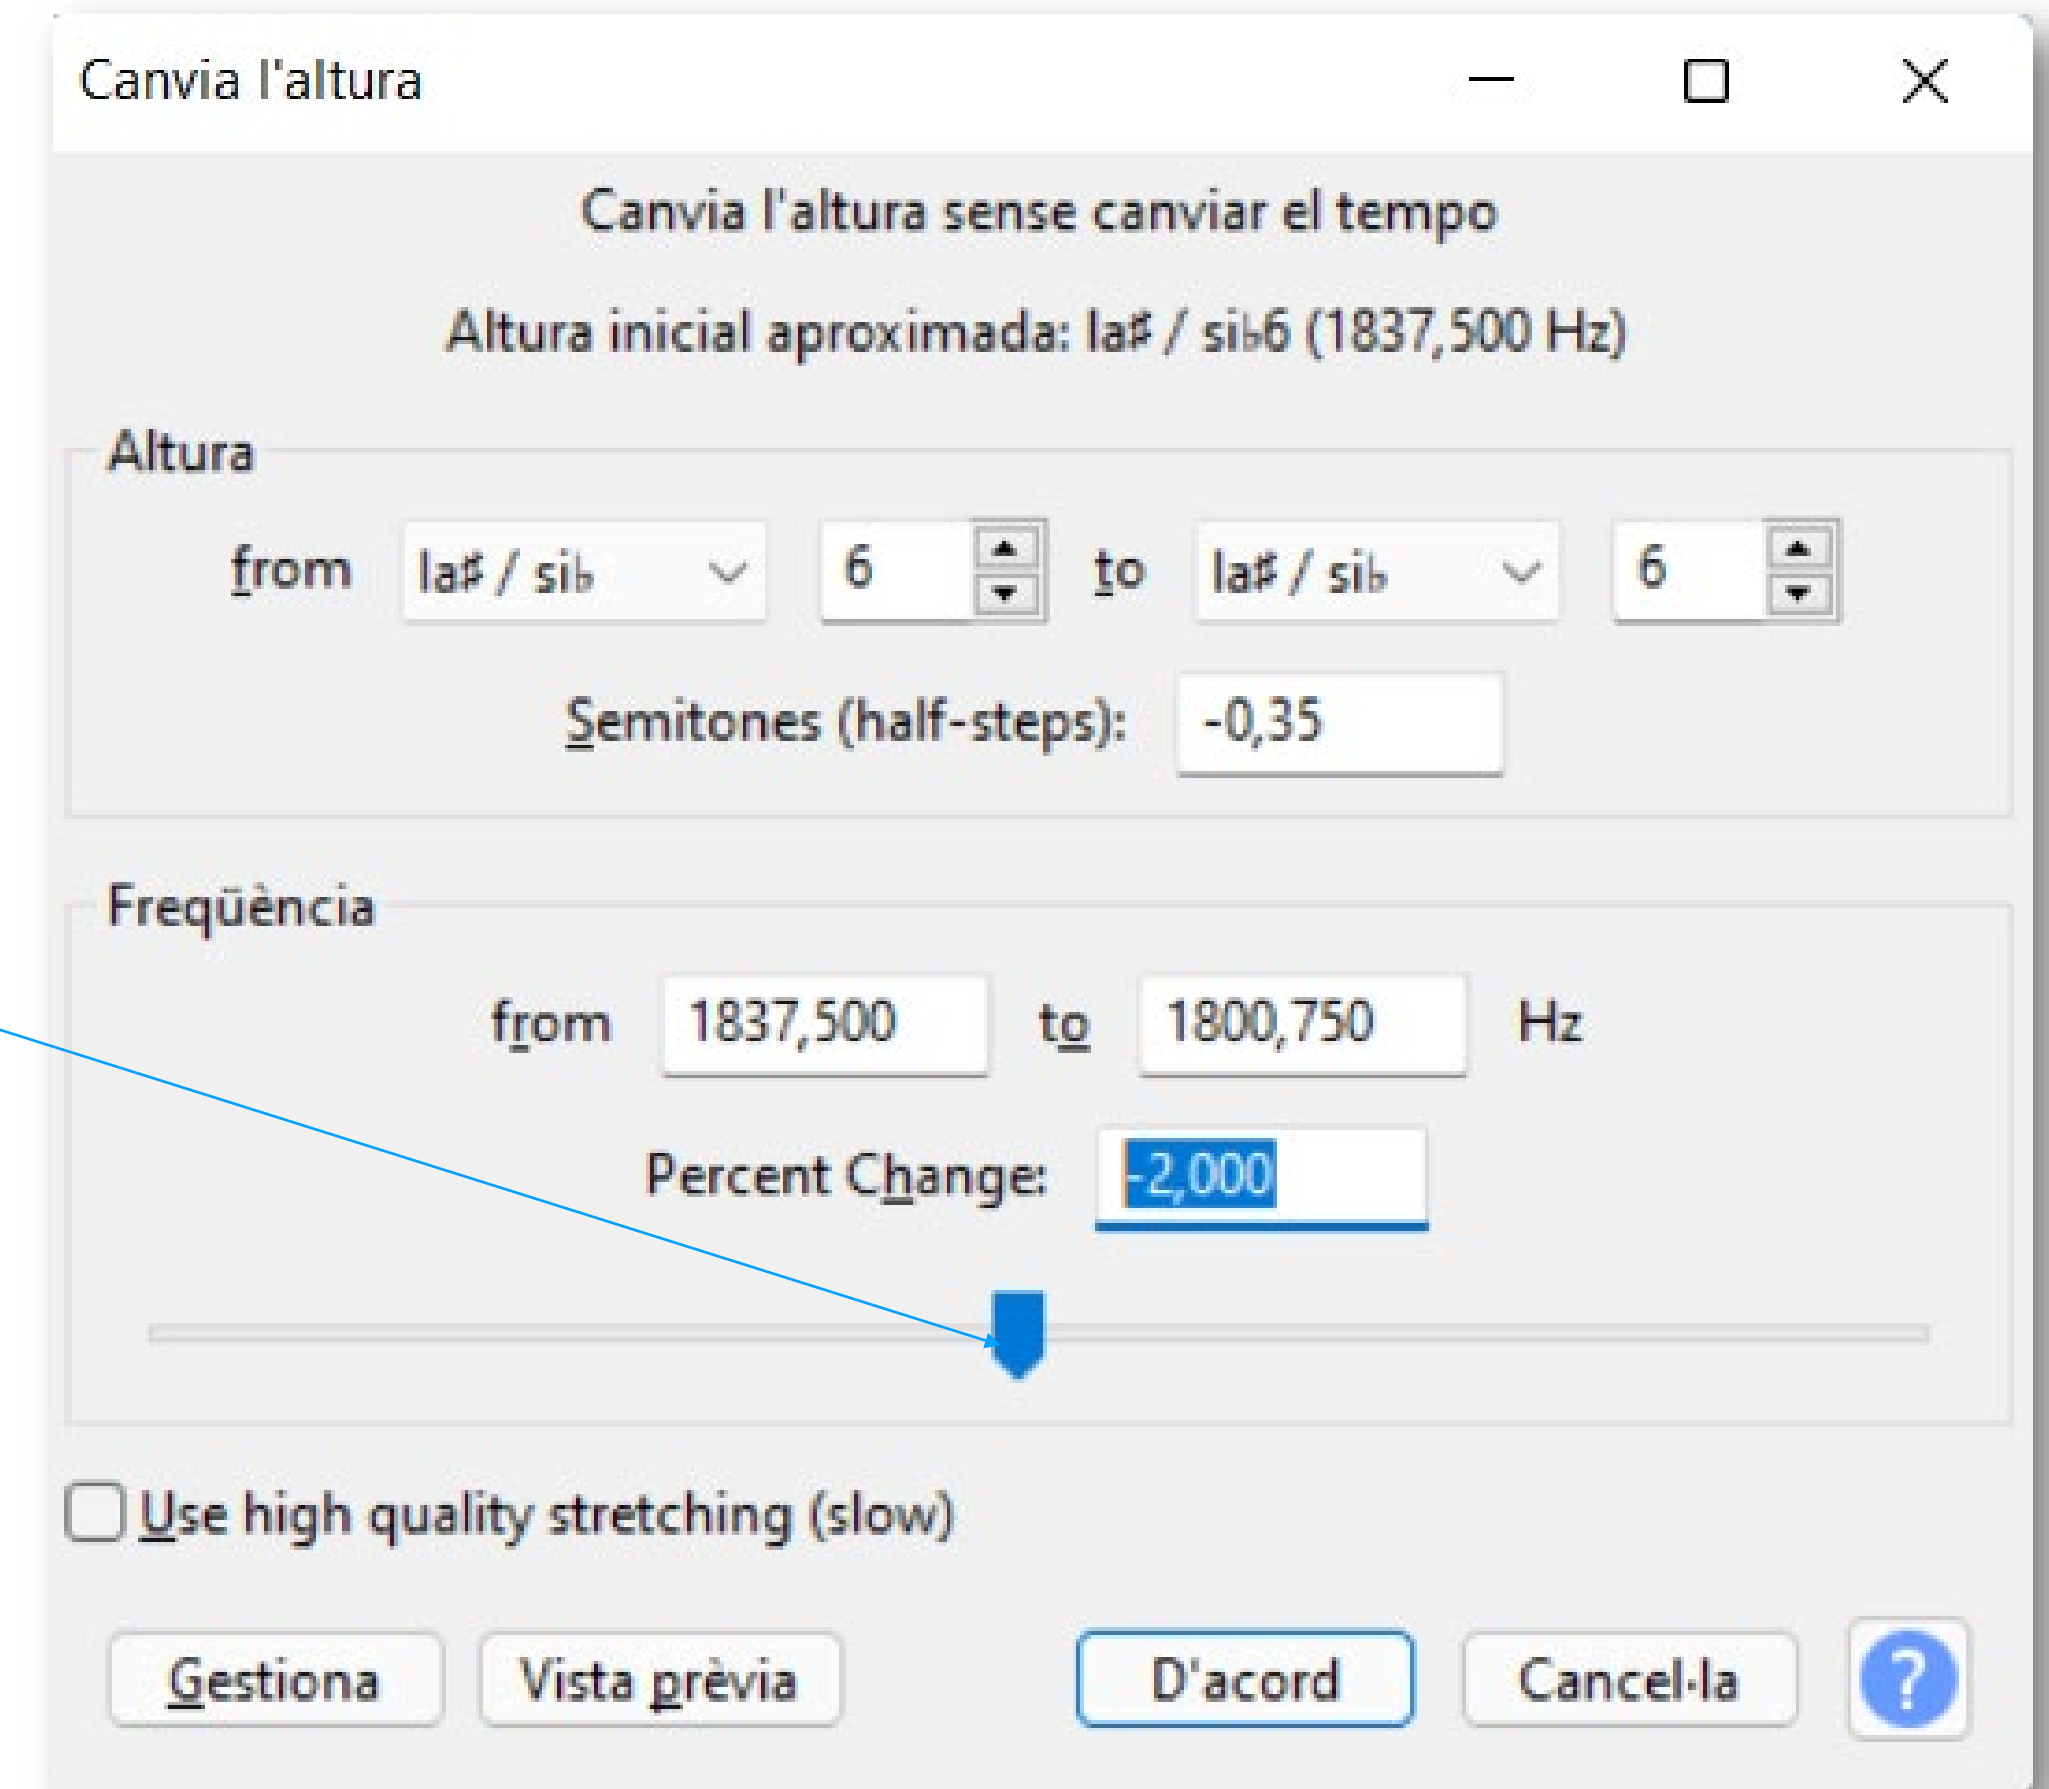 Canvia l'altura
Canvia l'altura sense canviar el tempo
Altura inicial aproximada: la♯ / si♭6 (1837,500 Hz)
Altura
from la♯ / si♭ 6 to la♯ / si♭ 6
Semitones (half-steps): -0,35
Freqüència
from 1837,500 to 1800,750 Hz
Percent Change: -2,000
Use high quality stretching (slow)
Gestiona Vista prèvia D'acord Cancel·la ?